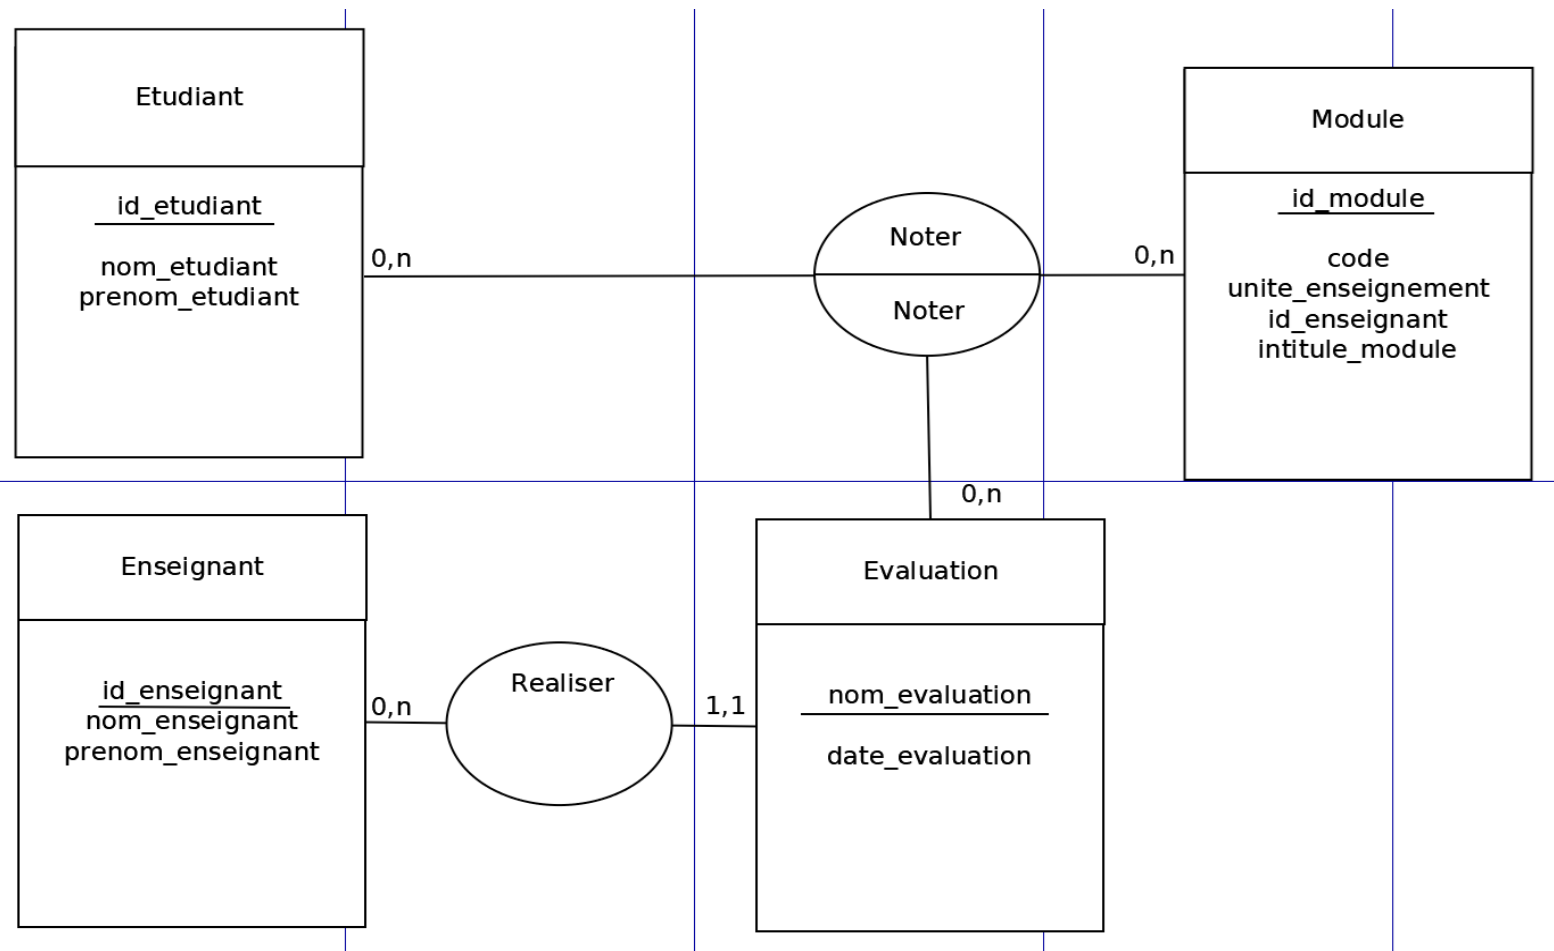 Etudiant
id_etudiant
nom_etudiant
prenom_etudiant
0,n
Noter
Noter
0,n
Module
id_module
code
unite_enseignement
id_enseignant
intitule_module
0,n
Enseignant
id_enseignant
nom_enseignant
prenom_enseignant
0,n
Realiser
1,1
Evaluation
nom_evaluation
date_evaluation